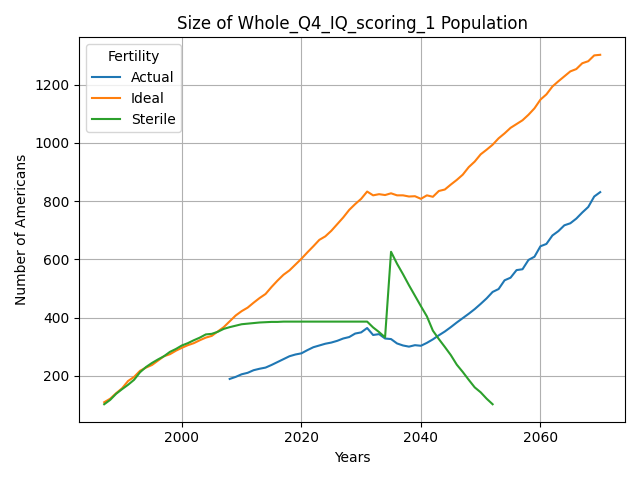 Size of Whole_Q4_IQ_scoring_1 Population
Fertility
Actual
Ideal
Sterile
1200
1000
800
600
400
200
Number of Americans
2000
2020
2040
2060
Years